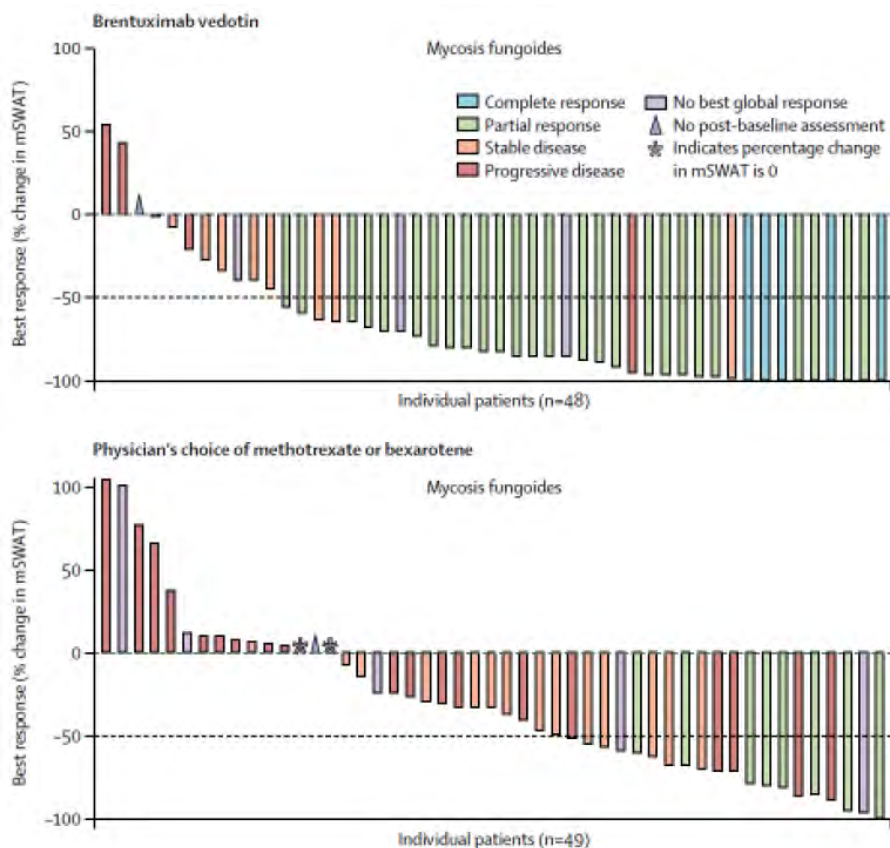 Brentuximab vedotin
Mycosis fungoides
Complete response
Partial response
Stable disease
Progressive disease
No best global response
No post-baseline assessment
Indicates percentage change
in mSWAT is 0
Best response (% change in mSWAT)
100
50
0
−50
−100
Individual patients (n=48)
Physician's choice of methotrexate or bexarotene
Mycosis fungoides
Best response (% change in mSWAT)
100
50
0
−50
−100
Individual patients (n=49)